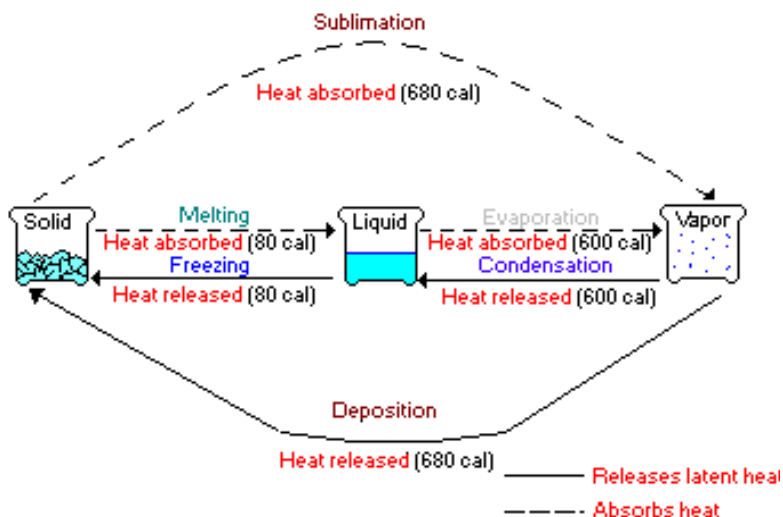 Sublimation
Heat absorbed (680 cal)
Solid
Melting
Liquid
Evaporation
Vapor
Heat absorbed (80 cal)
Heat absorbed (600 cal)
Freezing
Condensation
Heat released (80 cal)
Heat released (600 cal)
Deposition
Heat released (680 cal)
Releases latent heat
Absorbs heat